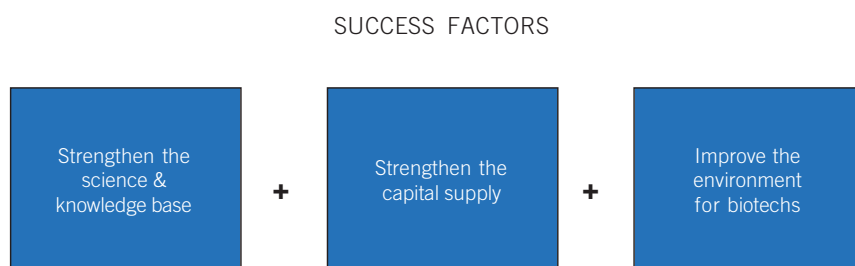 SUCCESS FACTORS
Strengthen the
science &
knowledge base
+
Strengthen the
capital supply
+
Improve the
environment
for biotechs